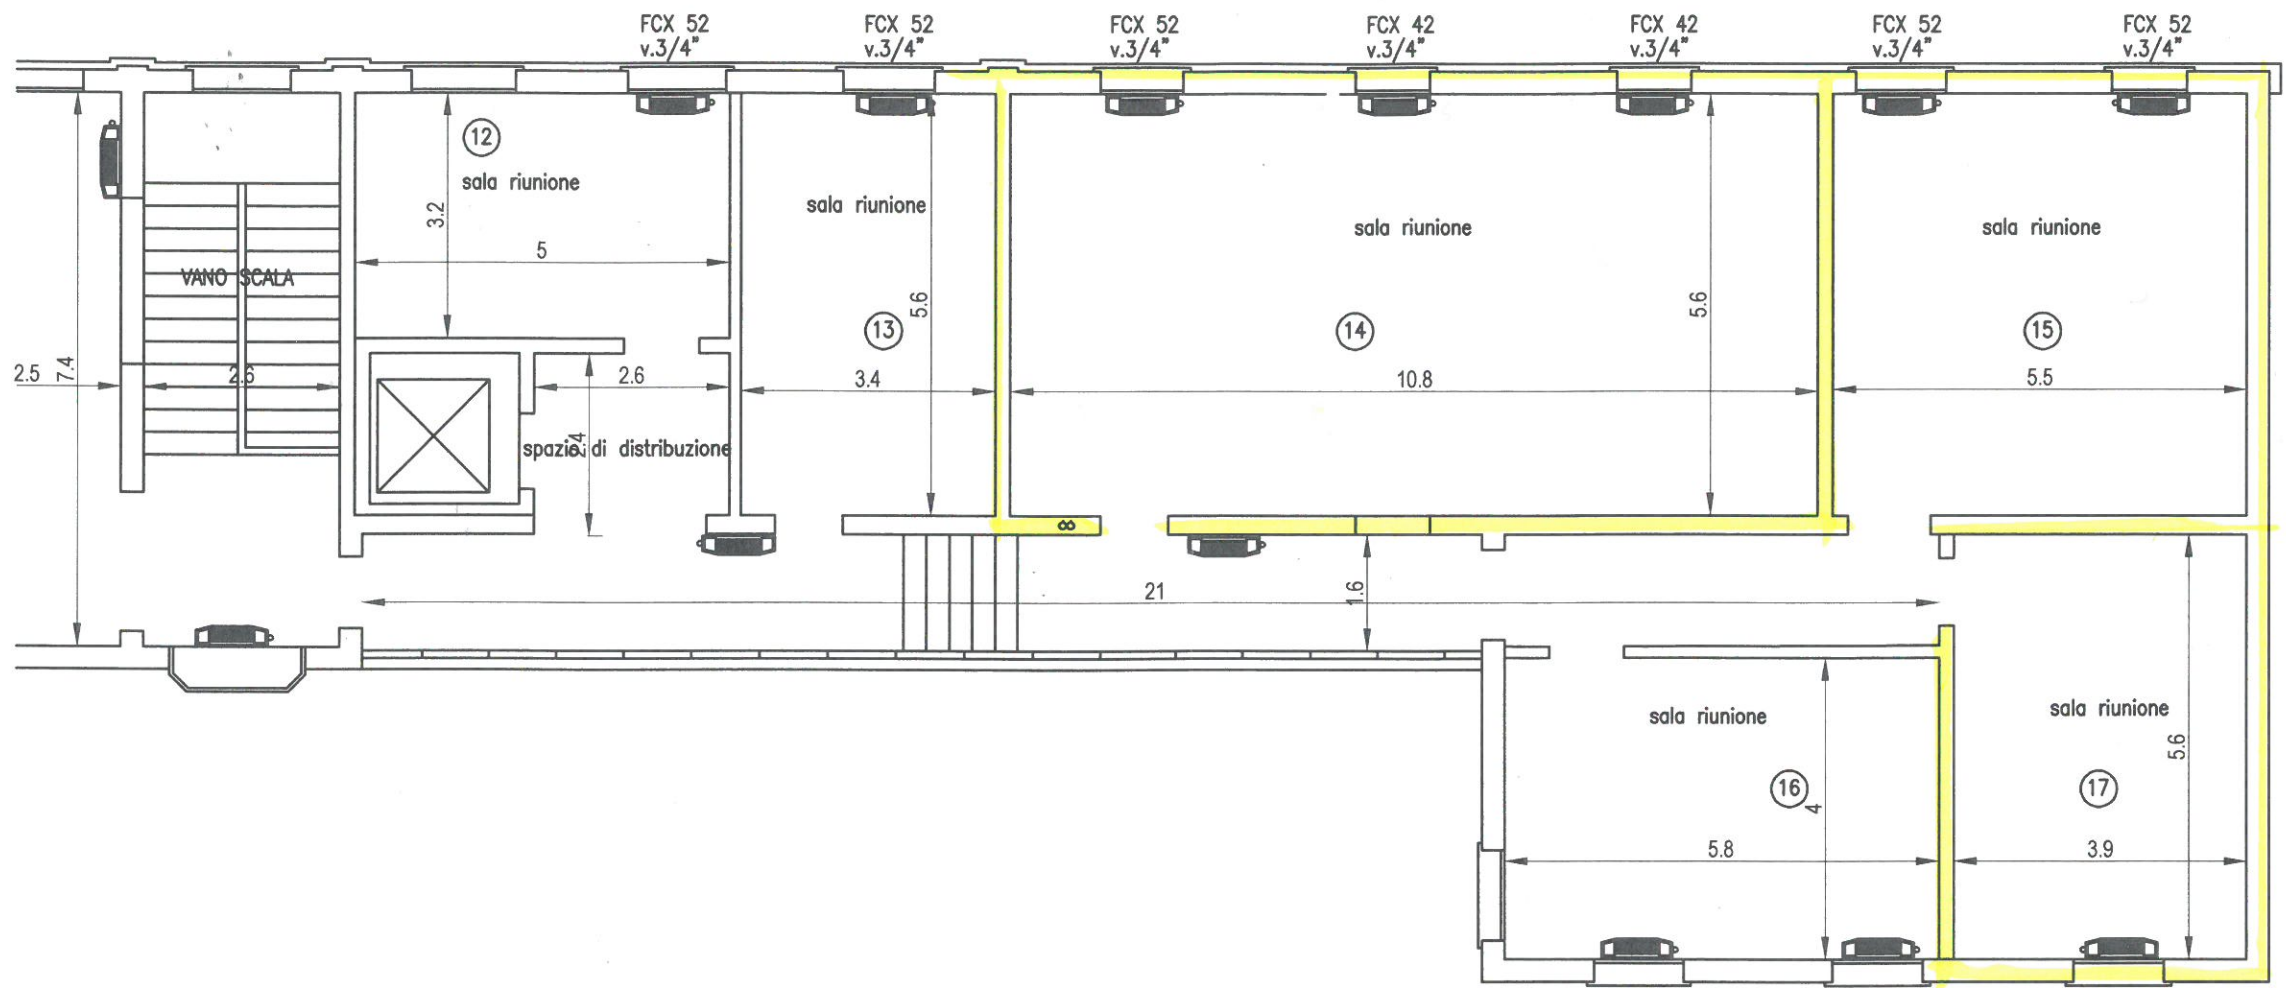 FCX 52
v.3/4"
FCX 52
v.3/4"
FCX 52
v.3/4"
FCX 42
v.3/4"
FCX 42
v.3/4"
FCX 52
v.3/4"
FCX 52
v.3/4"
12
sala riunione
3.2
5
sala riunione
sala riunione
sala riunione
VANO SCALA
5.6
5.6
13
14
15
2.5
7.4
2.6
2.6
3.4
10.8
5.5
spazio di distribuzione
2.4
8
21
1.6
sala riunione
sala riunione
5.6
16
4
17
5.8
3.9